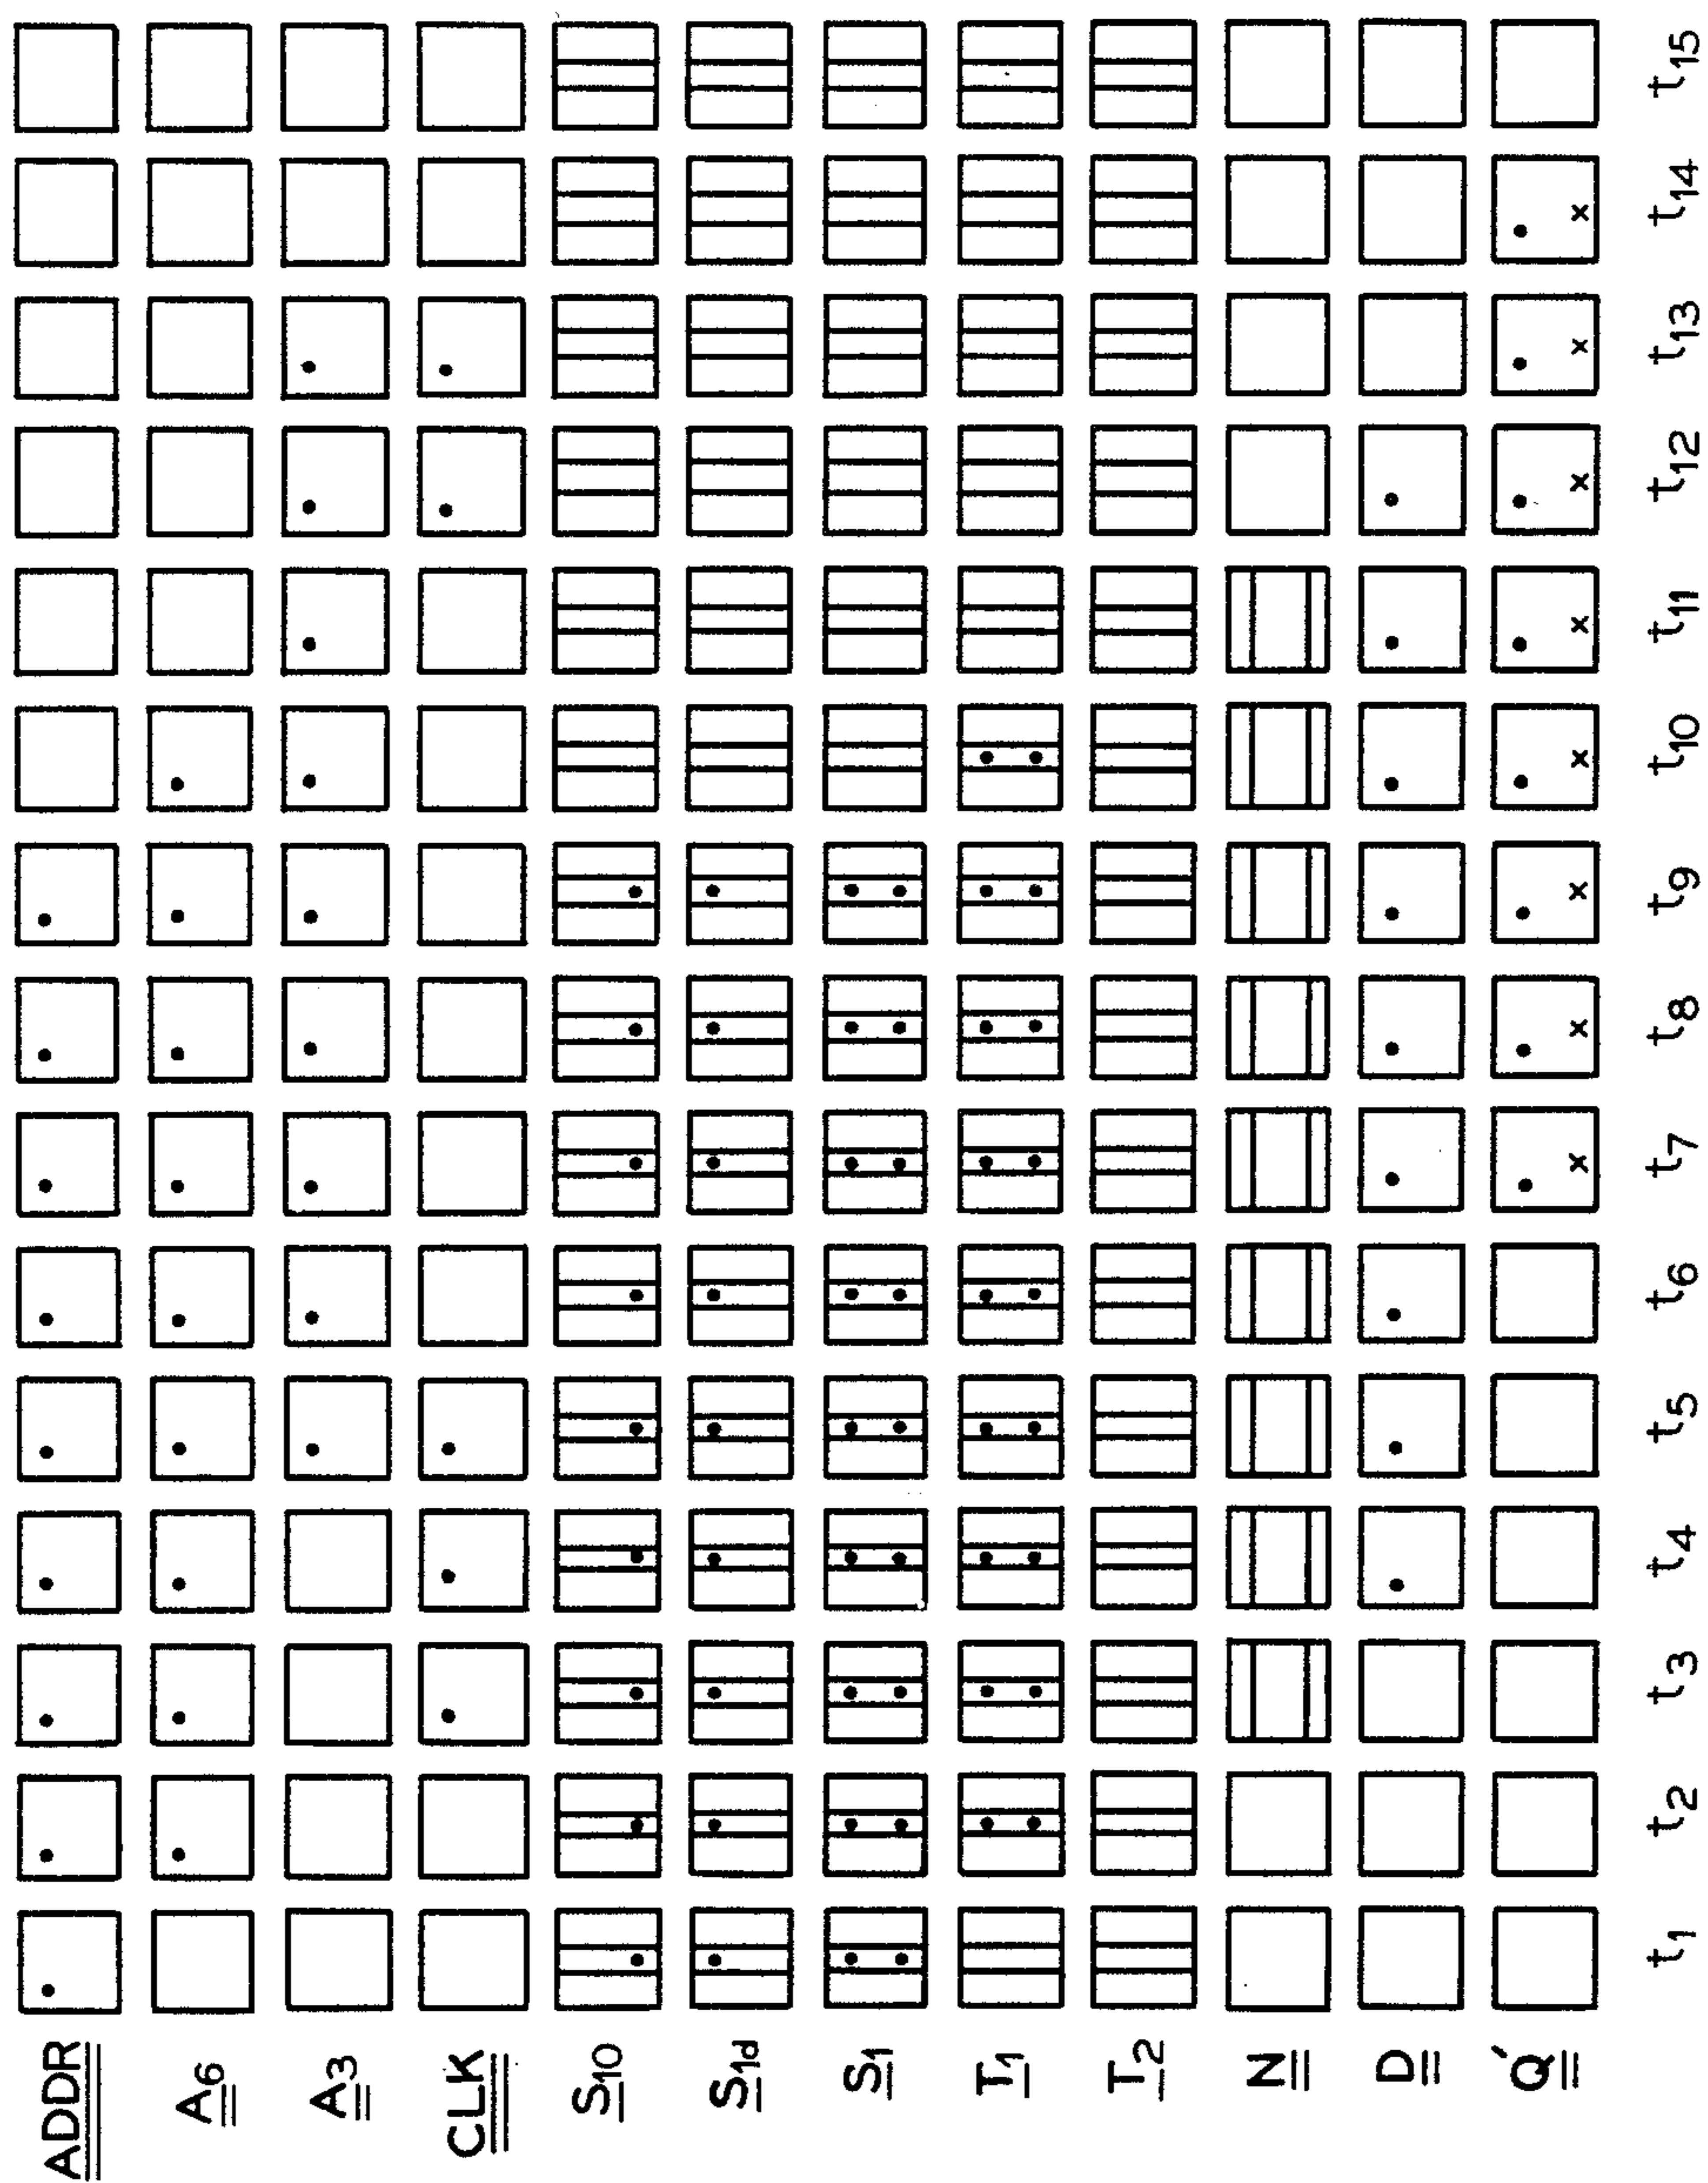 ADDR
A6
A3
CLK
S10
S1d
S1
T1
T2
N
D
Q'
t1 t2 t3 t4 t5 t6 t7 t8 t9 t10 t11 t12 t13 t14 t15